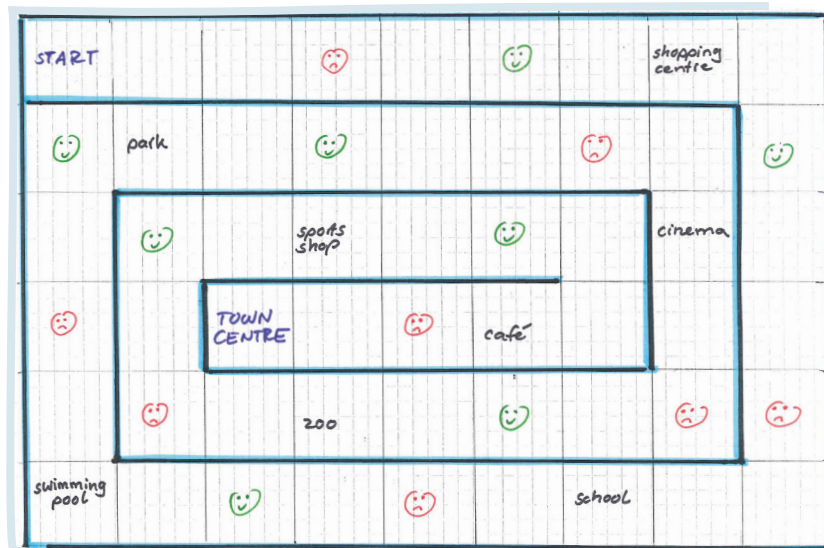 START
shopping
centre
park
sports
shop
cinema
TOWN
CENTRE
café
zoo
swimming
pool
school